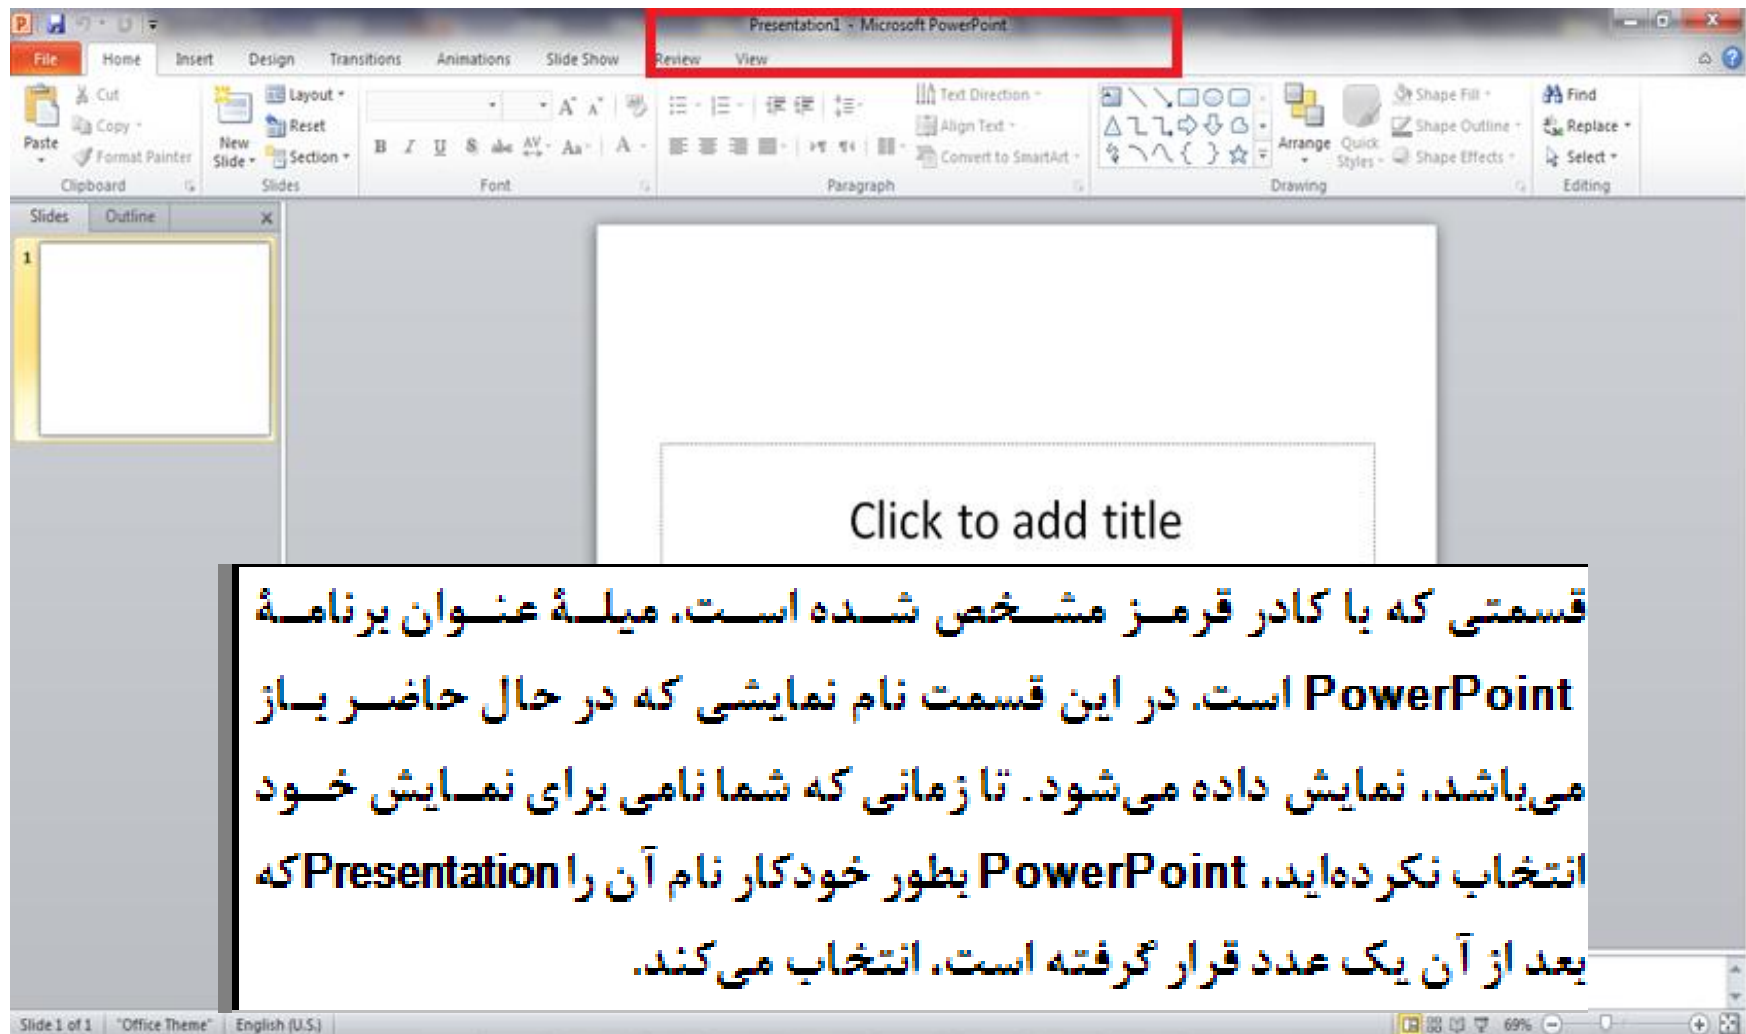 Presentation1 - Microsoft PowerPoint
File Home Insert Design Transitions Animations Slide Show Review View
Paste Cut Copy Format Painter Clipboard
New Slide Layout Reset Section Slides
B I U S abc AV Aa A Font
Text Direction Align Text Convert to SmartArt Paragraph
Arrange Quick Styles Shape Fill Shape Outline Shape Effects Drawing
Find Replace Select Editing
Slides Outline
1
Click to add title
قسمتی که با کادر قرمز مشخص شده است، میلهٔ عنوان برنامهٔ
PowerPoint است. در این قسمت نام نمایشی که در حال حاضر باز
می‌باشد، نمایش داده می‌شود. تا زمانی که شما نامی برای نمایش خود
انتخاب نکرده‌اید، PowerPoint بطور خودکار نام آن را Presentation که
بعد از آن یک عدد قرار گرفته است، انتخاب می‌کند.
Slide 1 of 1 "Office Theme" English (U.S.) 69%